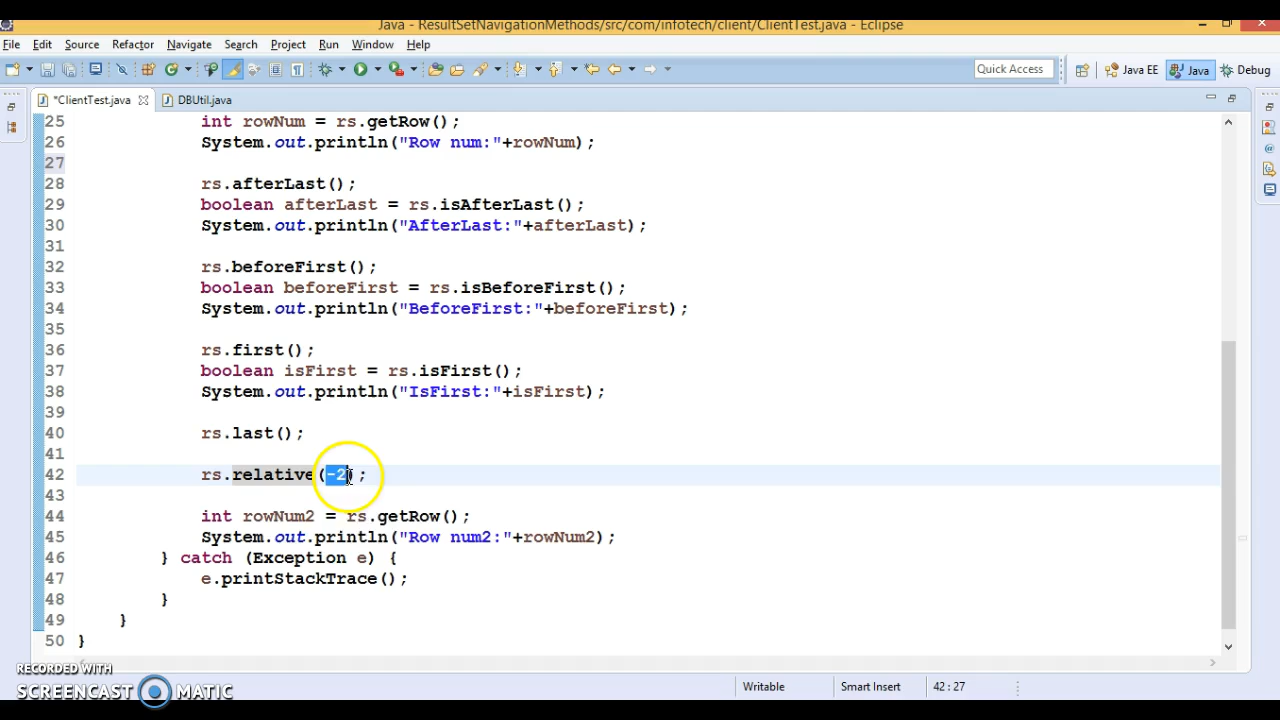 Java - ResultSetNavigationMethods/src/com/infotech/client/ClientTest.java - Eclipse
File Edit Source Refactor Navigate Search Project Run Window Help
Quick Access Java EE Java Debug
*ClientTest.java DBUtil.java
25 int rowNum = rs.getRow();
26 System.out.println("Row num:"+rowNum);
27
28 rs.afterLast();
29 boolean afterLast = rs.isAfterLast();
30 System.out.println("AfterLast:"+afterLast);
31
32 rs.beforeFirst();
33 boolean beforeFirst = rs.isBeforeFirst();
34 System.out.println("BeforeFirst:"+beforeFirst);
35
36 rs.first();
37 boolean isFirst = rs.isFirst();
38 System.out.println("IsFirst:"+isFirst);
39
40 rs.last();
41
42 rs.relative(-2);
43
44 int rowNum2 = rs.getRow();
45 System.out.println("Row num2:"+rowNum2);
46 } catch (Exception e) {
47 e.printStackTrace();
48 }
49 }
50 }
RECORDED WITH
SCREENCAST MATIC
Writable Smart Insert 42 : 27